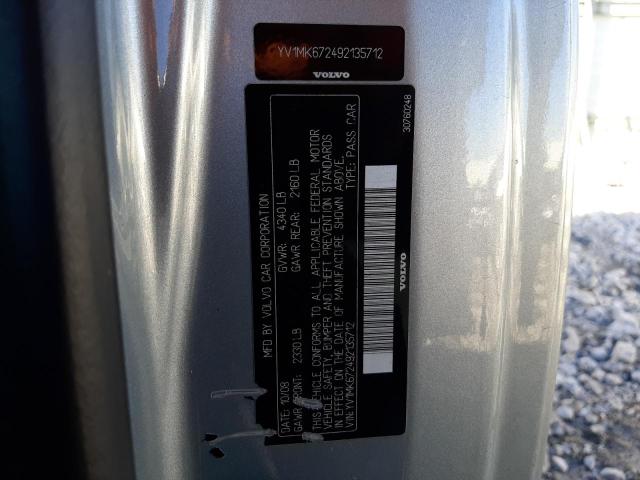 YV1MK672492135712
VOLVO
MFD BY VOLVO CAR CORPORATION
DATE: 10/08 GVWR: 4340 LB
GAWR FRONT: 2330 LB GAWR REAR: 2160 LB
THIS VEHICLE CONFORMS TO ALL APPLICABLE FEDERAL MOTOR
VEHICLE SAFETY, BUMPER AND THEFT PREVENTION STANDARDS
IN EFFECT ON THE DATE OF MANUFACTURE SHOWN ABOVE.
VIN: YV1MK672492135712 TYPE: PASS CAR
VOLVO
30760248